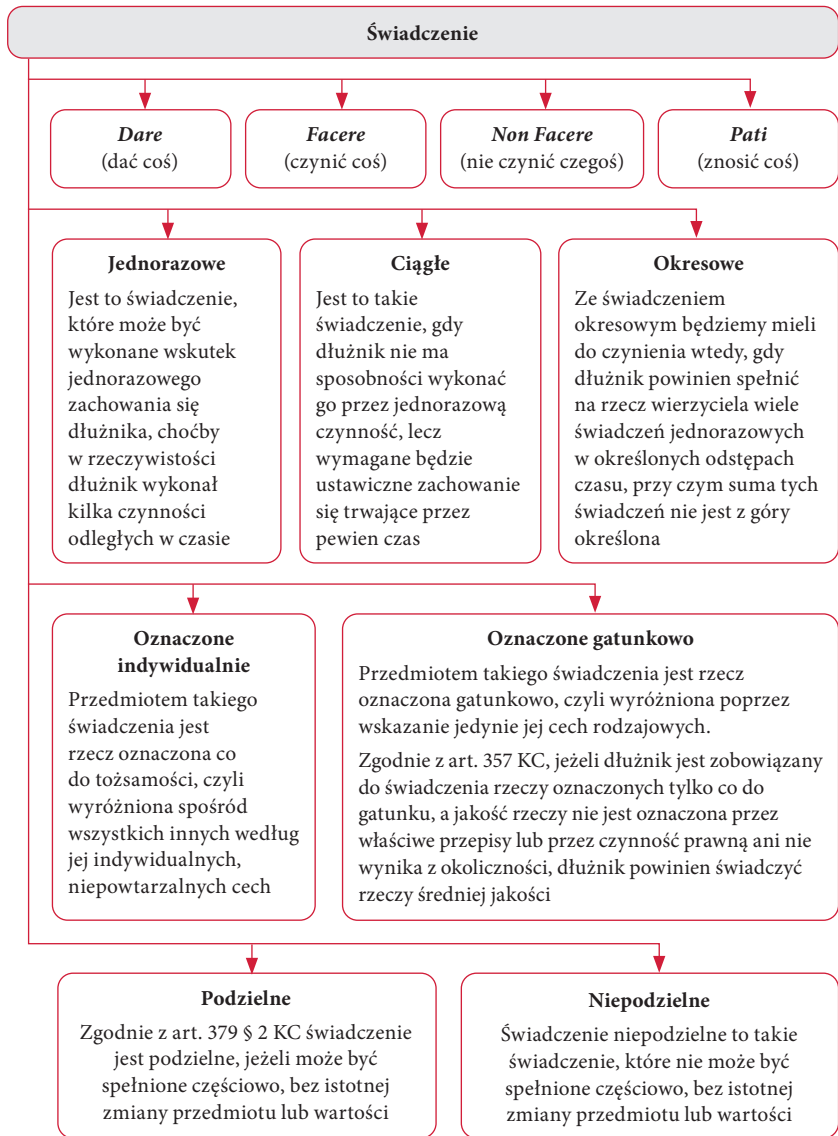 Świadczenie
Dare
(dać coś)
Facere
(czynić coś)
Non Facere
(nie czynić czegoś)
Pati
(znosić coś)
Jednorazowe
Jest to świadczenie,
które może być
wykonane wskutek
jednorazowego
zachowania się
dłużnika, choćby
w rzeczywistości
dłużnik wykonał
kilka czynności
odległych w czasie
Ciągłe
Jest to takie
świadczenie, gdy
dłużnik nie ma
sposobności wykonać
go przez jednorazową
czynność, lecz
wymagane będzie
ustawiczne zachowanie
się trwające przez
pewien czas
Okresowe
Ze świadczeniem
okresowym będziemy mieli
do czynienia wtedy, gdy
dłużnik powinien spełnić
na rzecz wierzyciela wiele
świadczeń jednorazowych
w określonych odstępach
czasu, przy czym suma tych
świadczeń nie jest z góry
określona
Oznaczone
indywidualnie
Przedmiotem takiego
świadczenia jest
rzecz oznaczona co
do tożsamości, czyli
wyróżniona spośród
wszystkich innych według
jej indywidualnych,
niepowtarzalnych cech
Oznaczone gatunkowo
Przedmiotem takiego świadczenia jest rzecz
oznaczona gatunkowo, czyli wyróżniona poprzez
wskazanie jedynie jej cech rodzajowych.
Zgodnie z art. 357 KC, jeżeli dłużnik jest zobowiązany
do świadczenia rzeczy oznaczonych tylko co do
gatunku, a jakość rzeczy nie jest oznaczona przez
właściwe przepisy lub przez czynność prawną ani nie
wynika z okoliczności, dłużnik powinien świadczyć
rzeczy średniej jakości
Podzielne
Zgodnie z art. 379 § 2 KC świadczenie
jest podzielne, jeżeli może być
spełnione częściowo, bez istotnej
zmiany przedmiotu lub wartości
Niepodzielne
Świadczenie niepodzielne to takie
świadczenie, które nie może być
spełnione częściowo, bez istotnej
zmiany przedmiotu lub wartości